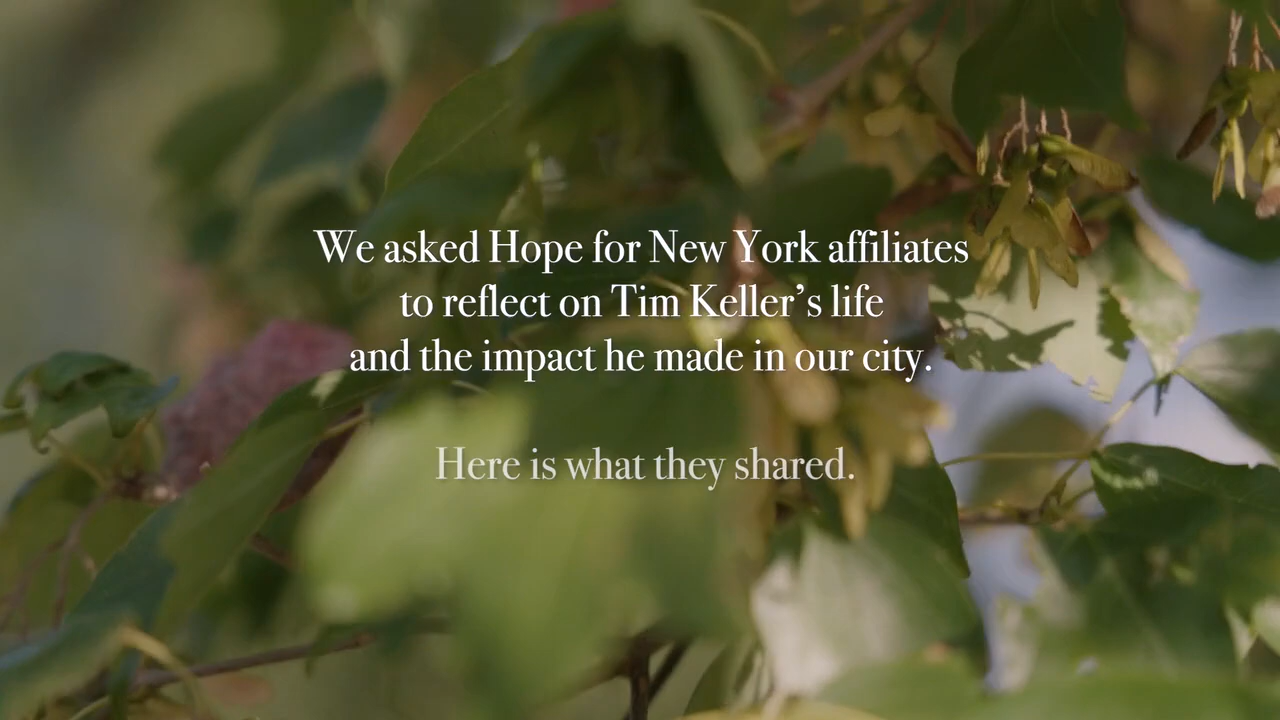 We asked Hope for New York affiliates
to reflect on Tim Keller’s life
and the impact he made in our city.
Here is what they shared.